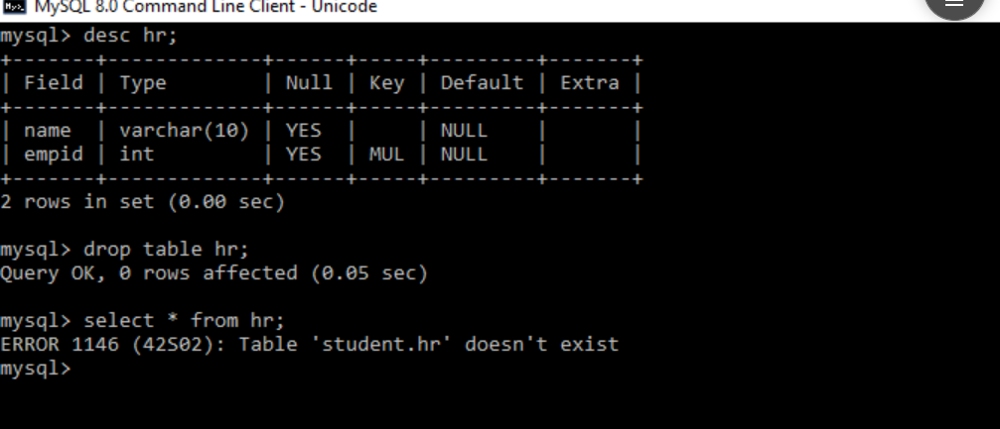 MySQL 8.0 Command Line Client - Unicode
mysql> desc hr;
+-------+-------------+------+-----+---------+-------+
| Field | Type        | Null | Key | Default | Extra |
+-------+-------------+------+-----+---------+-------+
| name  | varchar(10) | YES  |     | NULL    |       |
| empid | int         | YES  | MUL | NULL    |       |
+-------+-------------+------+-----+---------+-------+
2 rows in set (0.00 sec)
mysql> drop table hr;
Query OK, 0 rows affected (0.05 sec)
mysql> select * from hr;
ERROR 1146 (42S02): Table 'student.hr' doesn't exist
mysql>